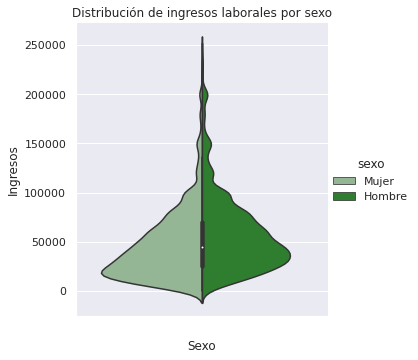 Distribución de ingresos laborales por sexo
250000
200000
150000
100000
50000
0
Ingresos
Sexo
sexo
Mujer
Hombre